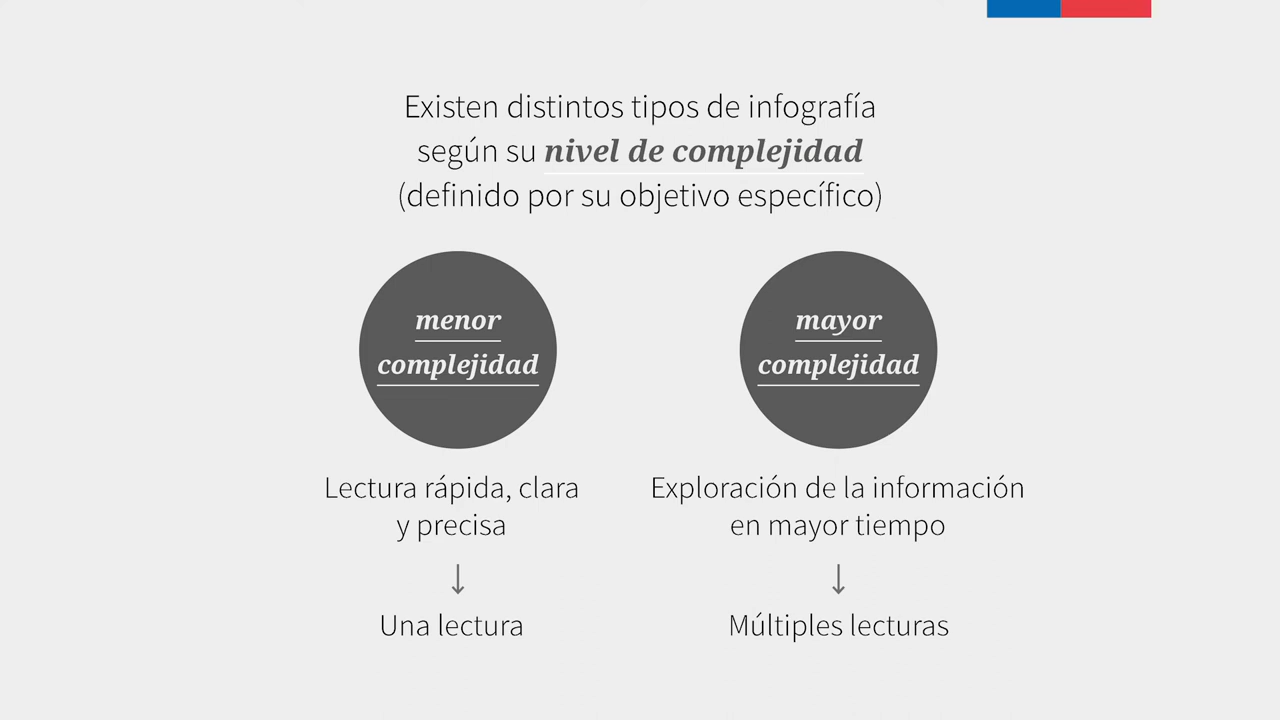 Existen distintos tipos de infografía
según su nivel de complejidad
(definido por su objetivo específico)
menor
complejidad
Lectura rápida, clara
y precisa
↓
Una lectura
mayor
complejidad
Exploración de la información
en mayor tiempo
↓
Múltiples lecturas